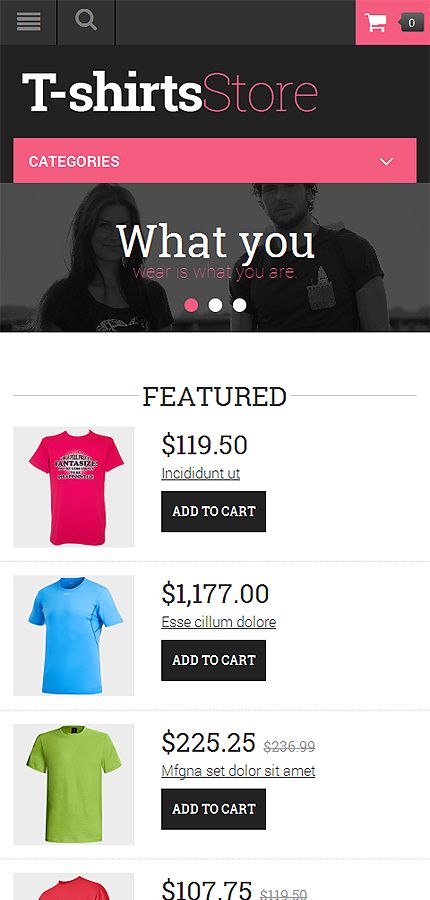 0
T-shirtsStore
CATEGORIES
What you
wear is what you are.
FEATURED
FANTASIZE
$119.50
Incididunt ut
ADD TO CART
$1,177.00
Esse cillum dolore
ADD TO CART
$225.25 $236.99
Mfgna set dolor sit amet
ADD TO CART
$107.75 $119.50